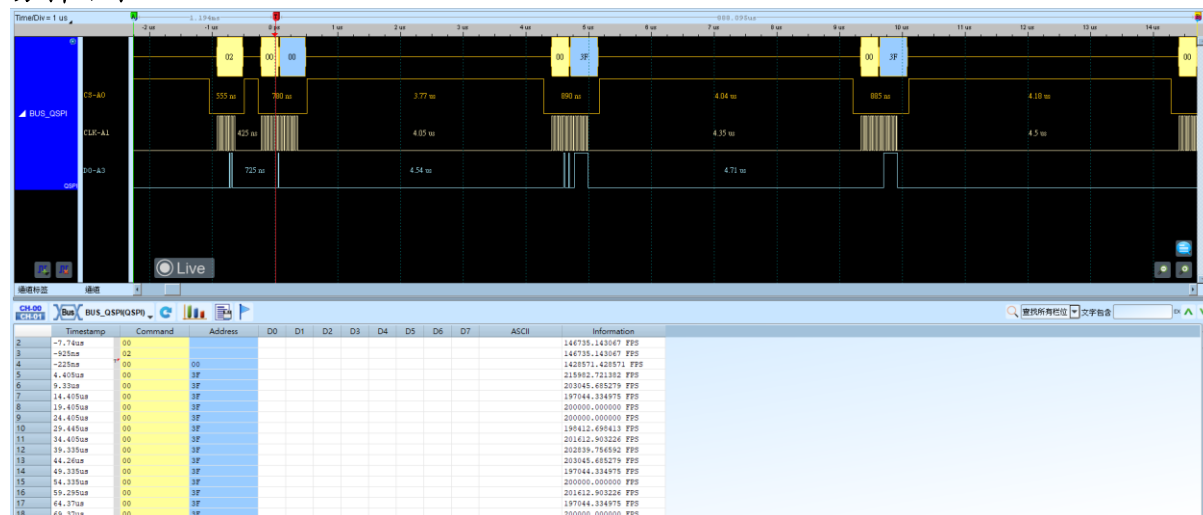 Time/Div= 1 us
-1.194ms
888.095us
-2 us -1 us 0 ps 1 us 2 us 3 us 4 us 5 us 6 us 7 us 8 us 9 us 10 us 11 us 12 us 13 us 14 us
02 00 00 00 3F 00 3F 00
BUS_QSPI
CS-A0 555 ns 780 ns 3.77 us 890 ns 4.04 us 885 ns 4.18 us
CLK-A1 425 ns 4.05 us 4.35 us 4.5 us
D0-A3 725 ns 4.54 us 4.71 us
QSPI
Live
通道标签 通道
CH-00 CH-01 Bus BUS_QSPI(QSPI) 查找所有栏位 文字包含
Timestamp Command Address D0 D1 D2 D3 D4 D5 D6 D7 ASCII Information
2 -7.74us 00 146735.143067 FPS
3 -925ns 02 146735.143067 FPS
4 -225ns 00 00 1428571.428571 FPS
5 4.405us 00 3F 215982.721382 FPS
6 9.33us 00 3F 203045.685279 FPS
7 14.405us 00 3F 197044.334975 FPS
8 19.405us 00 3F 200000.000000 FPS
9 24.405us 00 3F 200000.000000 FPS
10 29.445us 00 3F 198412.698413 FPS
11 34.405us 00 3F 201612.903226 FPS
12 39.335us 00 3F 202839.756592 FPS
13 44.26us 00 3F 203045.685279 FPS
14 49.335us 00 3F 197044.334975 FPS
15 54.335us 00 3F 200000.000000 FPS
16 59.295us 00 3F 201612.903226 FPS
17 64.37us 00 3F 197044.334975 FPS
18 69.37us 00 3F 200000.000000 FPS